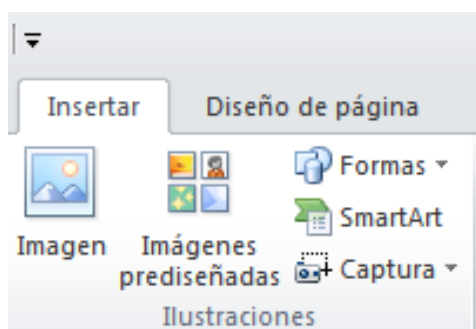 Insertar Diseño de página
Formas
SmartArt
Imagen
Imágenes
prediseñadas
Captura
Ilustraciones